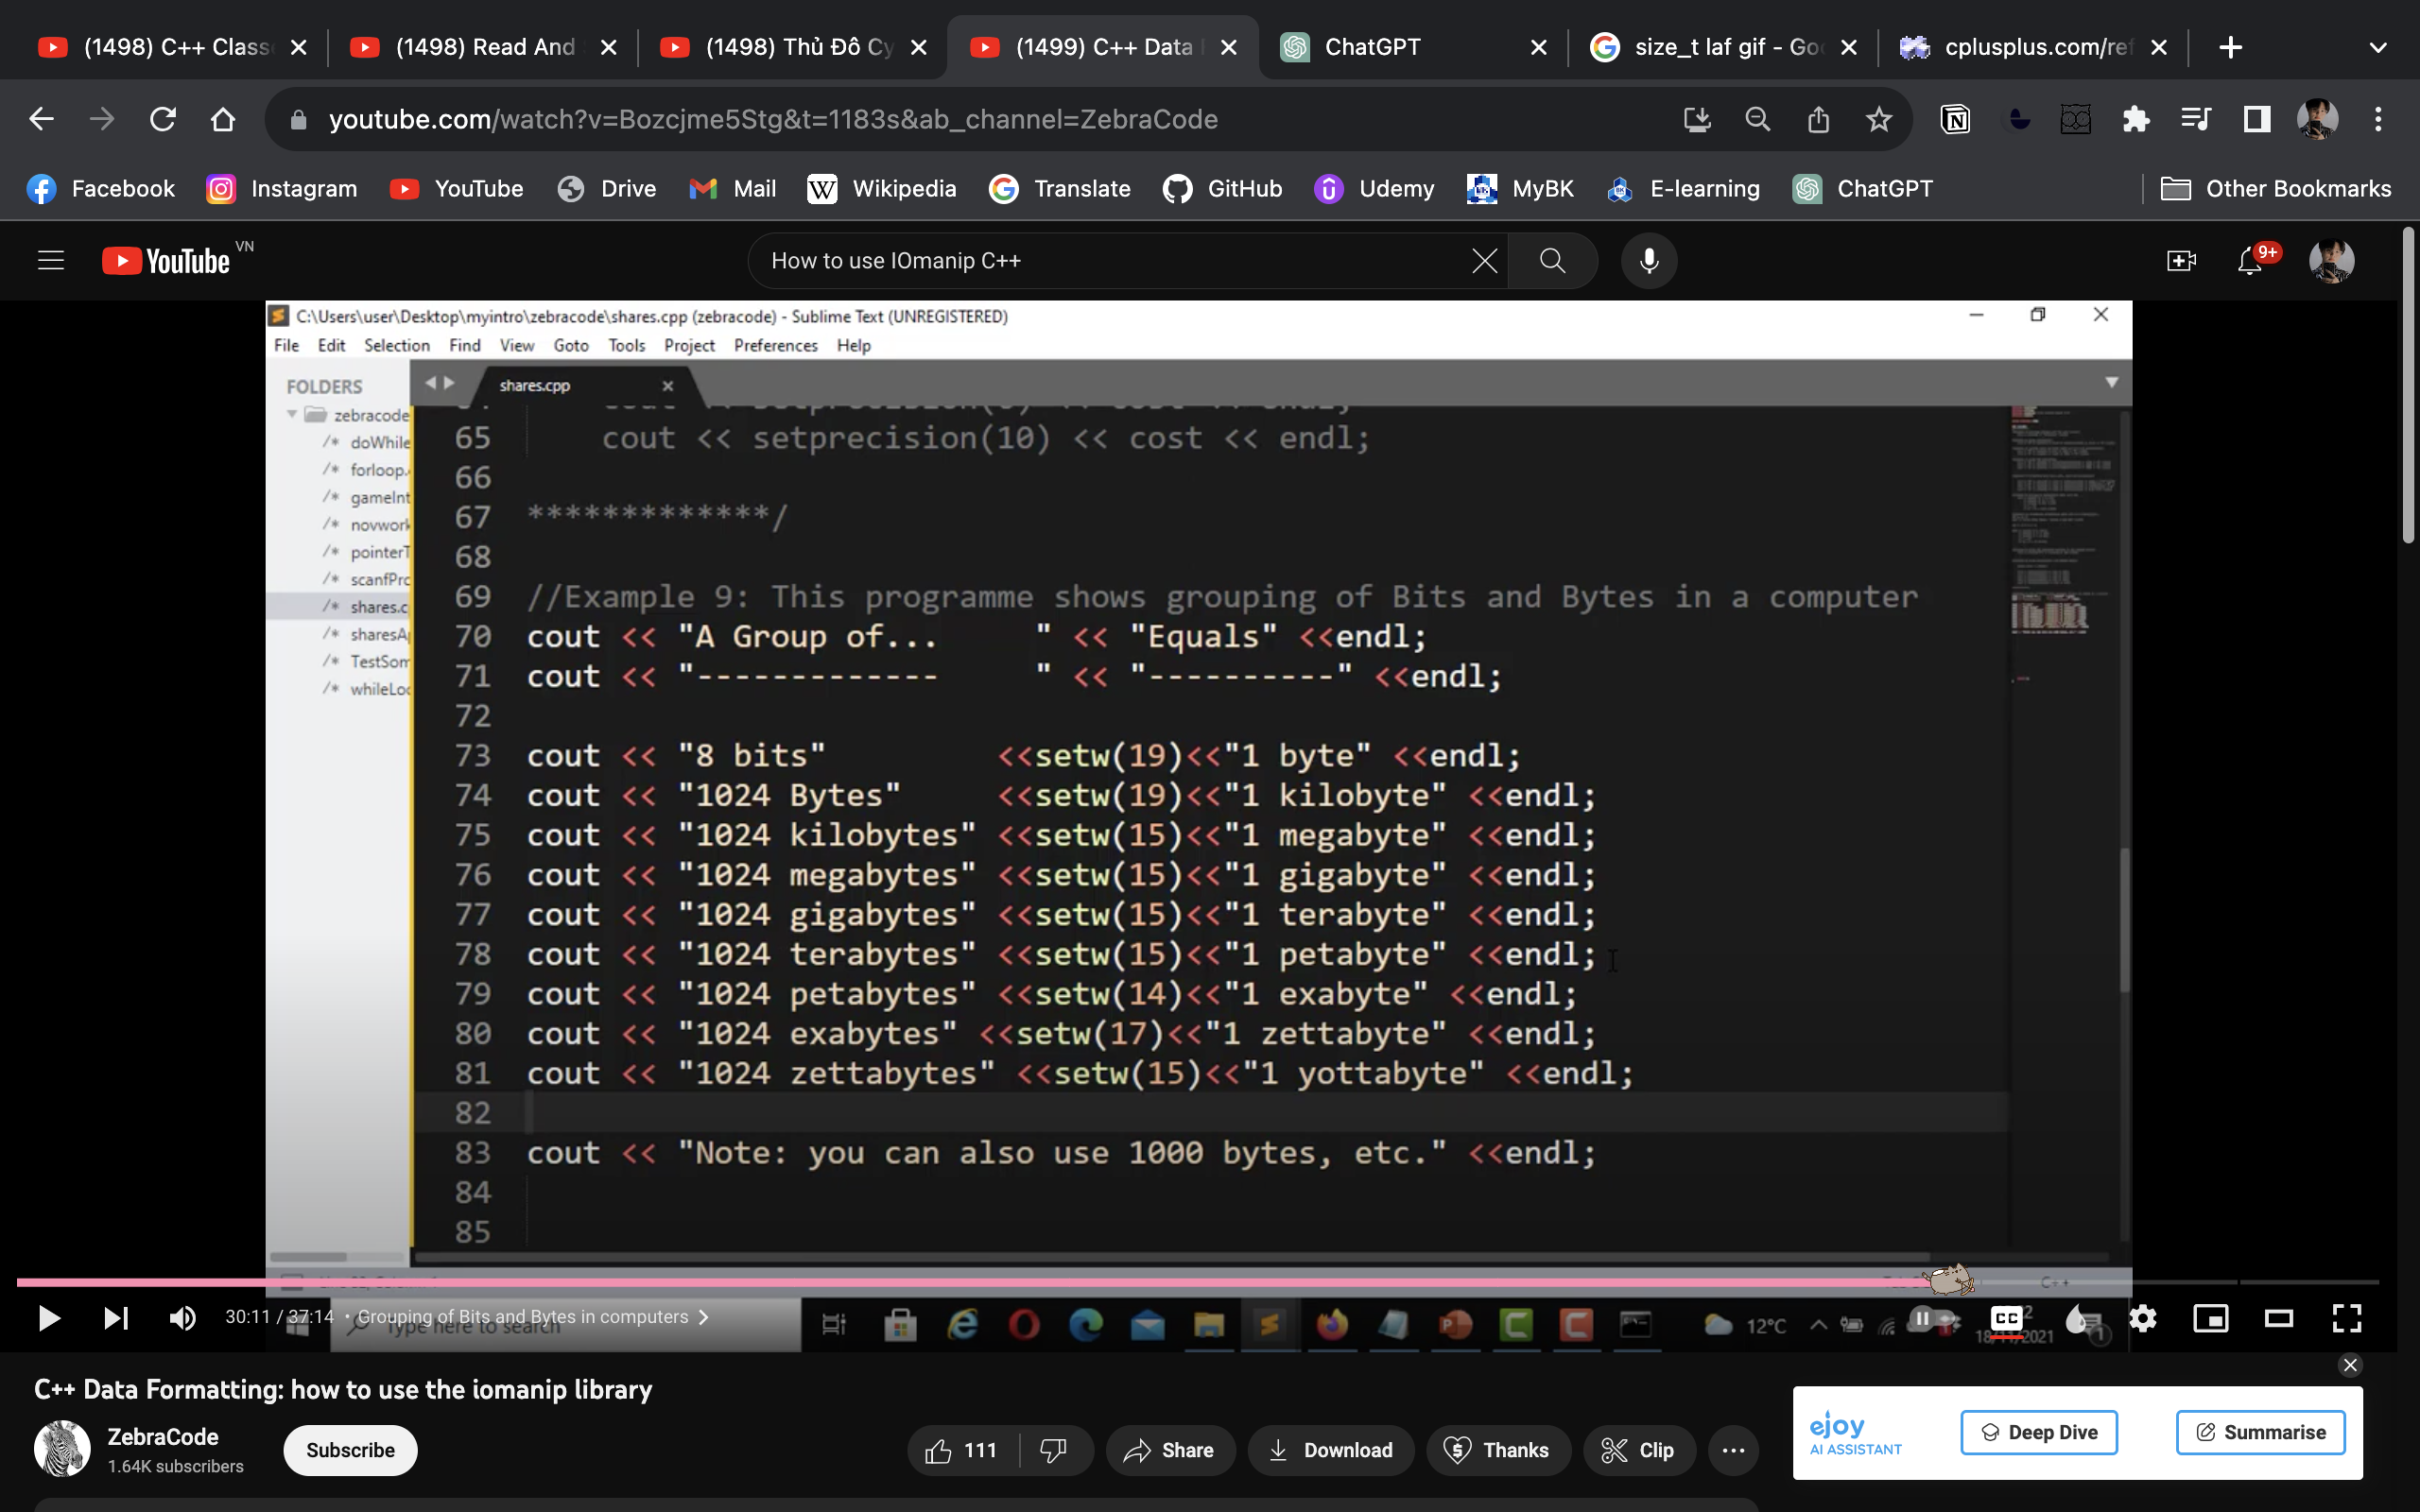 (1498) C++ Class
(1498) Read And
(1498) Thủ Đô Cy
(1499) C++ Data
ChatGPT
size_t laf gif - Go
cplusplus.com/ref
youtube.com/watch?v=Bozcjme5Stg&t=1183s&ab_channel=ZebraCode
Facebook
Instagram
YouTube
Drive
Mail
Wikipedia
Translate
GitHub
Udemy
MyBK
E-learning
ChatGPT
Other Bookmarks
YouTube VN
How to use IOmanip C++
9+
C:\Users\user\Desktop\myintro\zebracode\shares.cpp (zebracode) - Sublime Text (UNREGISTERED)
File Edit Selection Find View Goto Tools Project Preferences Help
FOLDERS
zebracode
/* doWhile
/* forloop.
/* gameInt
/* novwork
/* pointerT
/* scanfPro
/* shares.c
/* sharesA
/* TestSom
/* whileLoo
shares.cpp
65 cout << setprecision(10) << cost << endl;
66
67 *************/
68
69 //Example 9: This programme shows grouping of Bits and Bytes in a computer
70 cout << "A Group of...     " << "Equals" <<endl;
71 cout << "-------------     " << "----------" <<endl;
72
73 cout << "8 bits"         <<setw(19)<<"1 byte" <<endl;
74 cout << "1024 Bytes"     <<setw(19)<<"1 kilobyte" <<endl;
75 cout << "1024 kilobytes" <<setw(15)<<"1 megabyte" <<endl;
76 cout << "1024 megabytes" <<setw(15)<<"1 gigabyte" <<endl;
77 cout << "1024 gigabytes" <<setw(15)<<"1 terabyte" <<endl;
78 cout << "1024 terabytes" <<setw(15)<<"1 petabyte" <<endl;
79 cout << "1024 petabytes" <<setw(14)<<"1 exabyte" <<endl;
80 cout << "1024 exabytes" <<setw(17)<<"1 zettabyte" <<endl;
81 cout << "1024 zettabytes" <<setw(15)<<"1 yottabyte" <<endl;
82
83 cout << "Note: you can also use 1000 bytes, etc." <<endl;
84
85
C++
30:11 / 37:14 • Grouping of Bits and Bytes in computers
Type here to search
12°C
18/11/2021
CC
C++ Data Formatting: how to use the iomanip library
ZebraCode
1.64K subscribers
Subscribe
111
Share
Download
Thanks
Clip
ejoy
AI ASSISTANT
Deep Dive
Summarise